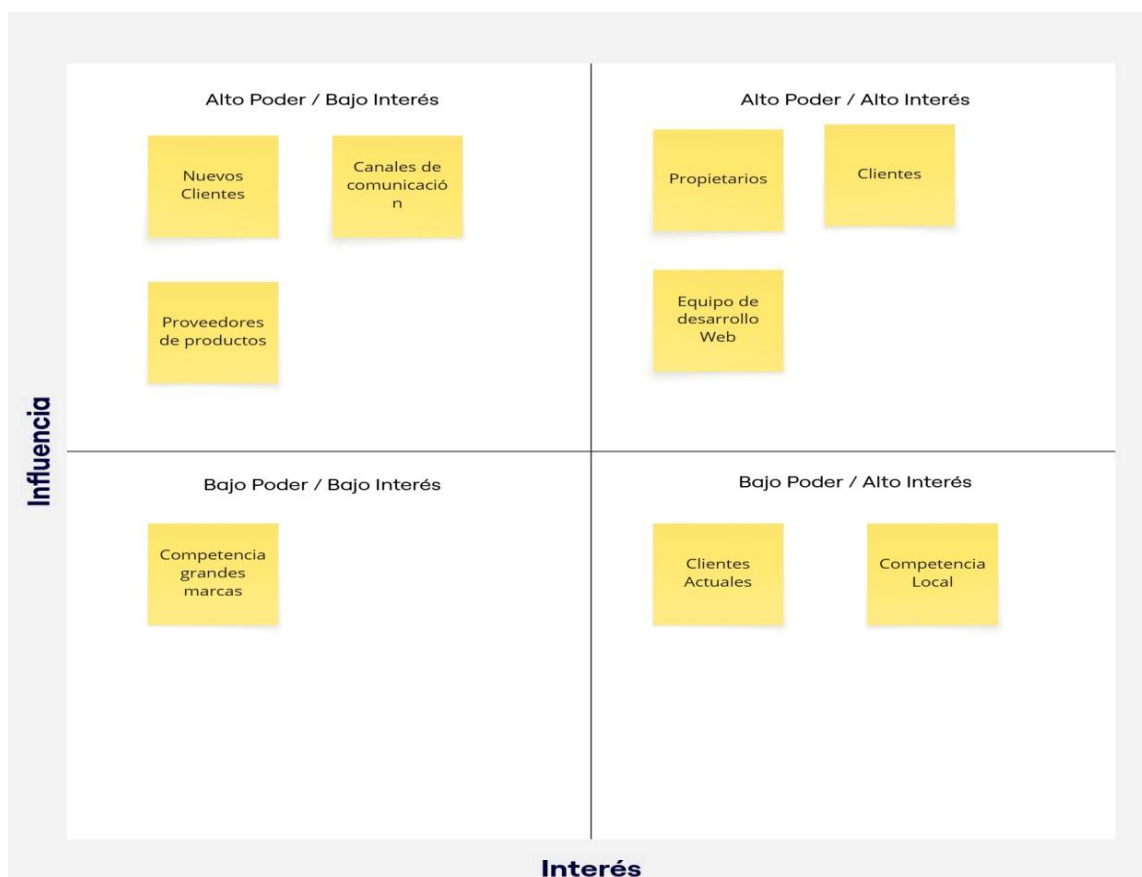 Alto Poder / Bajo Interés
Nuevos
Clientes
Canales de
comunicació
n
Proveedores
de productos
Alto Poder / Alto Interés
Propietarios
Clientes
Equipo de
desarrollo
Web
Influencia
Bajo Poder / Bajo Interés
Competencia
grandes
marcas
Bajo Poder / Alto Interés
Clientes
Actuales
Competencia
Local
Interés